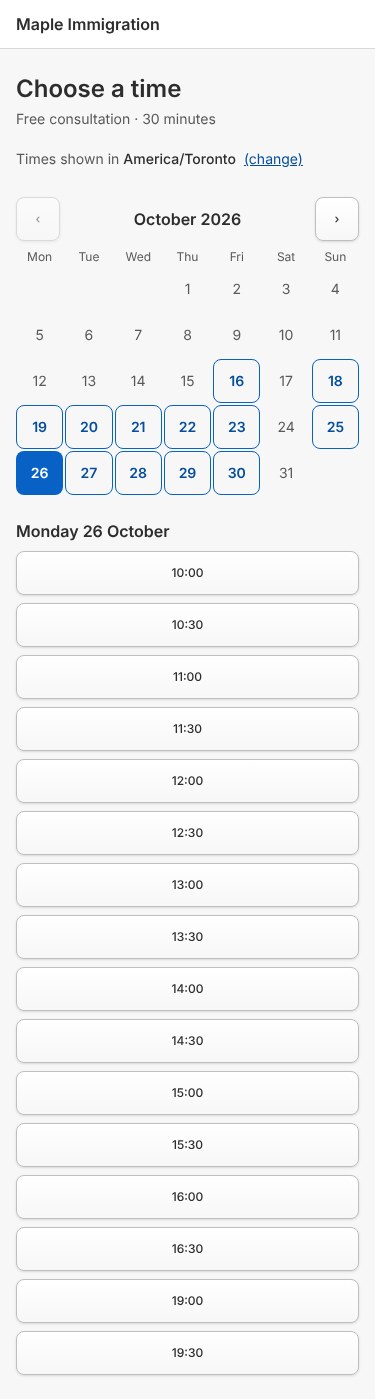 Maple Immigration
Choose a time
Free consultation · 30 minutes
Times shown in America/Toronto (change)
‹ October 2026 ›
Mon Tue Wed Thu Fri Sat Sun
1 2 3 4
5 6 7 8 9 10 11
12 13 14 15 16 17 18
19 20 21 22 23 24 25
26 27 28 29 30 31
Monday 26 October
10:00
10:30
11:00
11:30
12:00
12:30
13:00
13:30
14:00
14:30
15:00
15:30
16:00
16:30
19:00
19:30